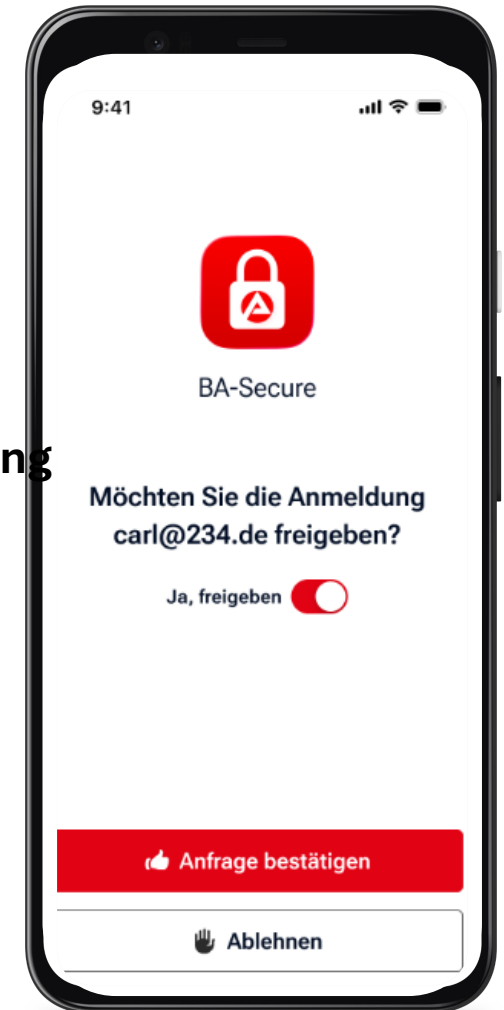 9:41
BA-Secure
ng
Möchten Sie die Anmeldung
carl@234.de freigeben?
Ja, freigeben
Anfrage bestätigen
Ablehnen